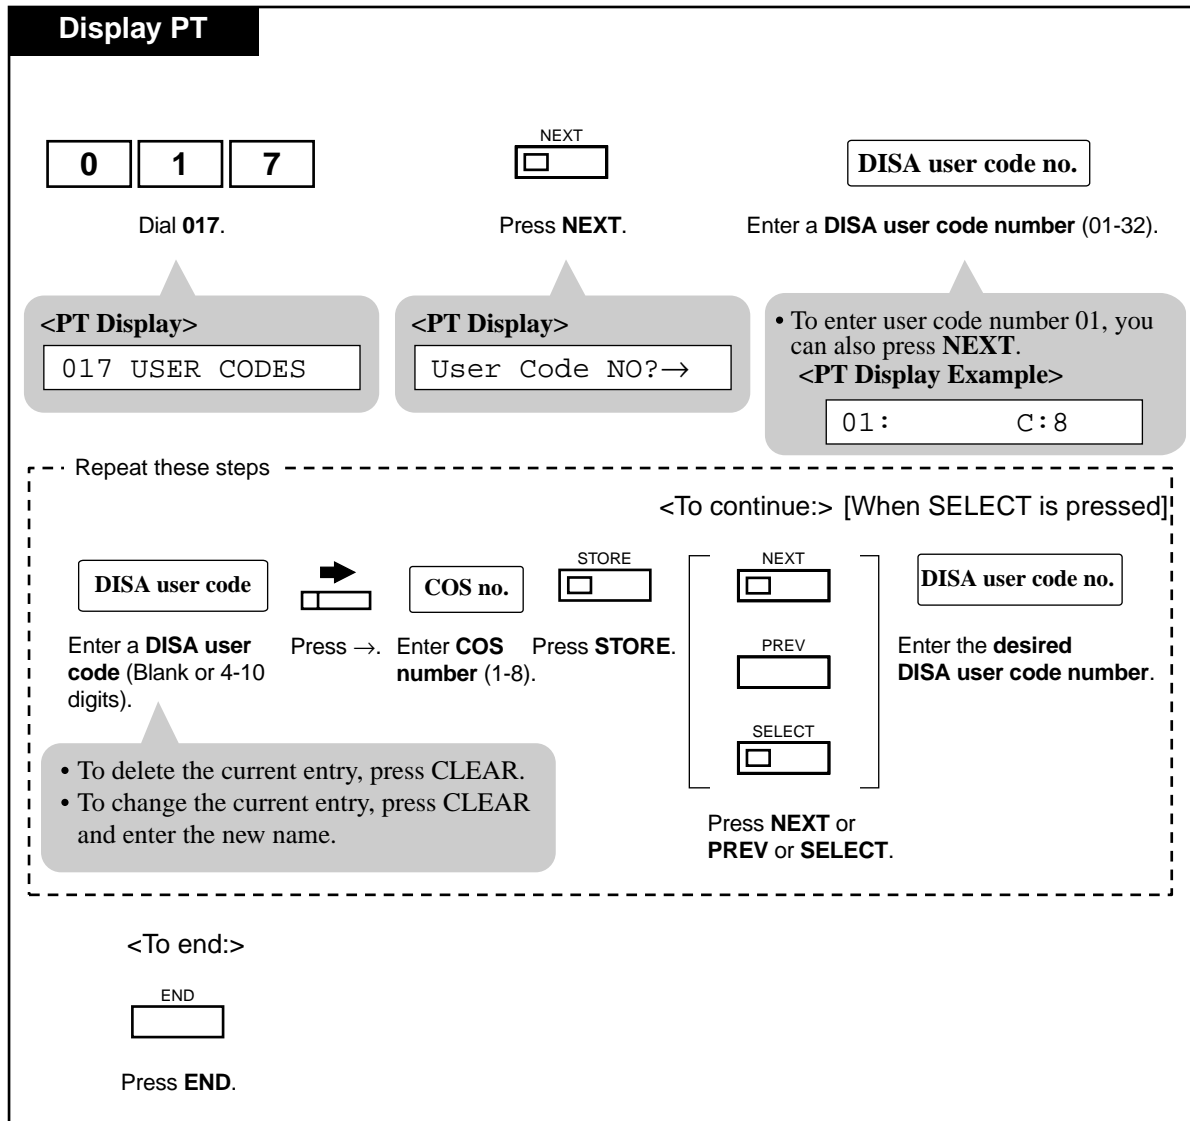 Display PT
0 1 7
NEXT
DISA user code no.
Dial 017.
Press NEXT.
Enter a DISA user code number (01-32).
<PT Display>
017 USER CODES
<PT Display>
User Code NO?→
• To enter user code number 01, you
can also press NEXT.
<PT Display Example>
01: C:8
Repeat these steps
<To continue:> [When SELECT is pressed]
DISA user code
COS no.
STORE
NEXT
DISA user code no.
Enter a DISA user
code (Blank or 4-10
digits).
Press →.
Enter COS
number (1-8).
Press STORE.
PREV
SELECT
Press NEXT or
PREV or SELECT.
Enter the desired
DISA user code number.
• To delete the current entry, press CLEAR.
• To change the current entry, press CLEAR
and enter the new name.
<To end:>
END
Press END.